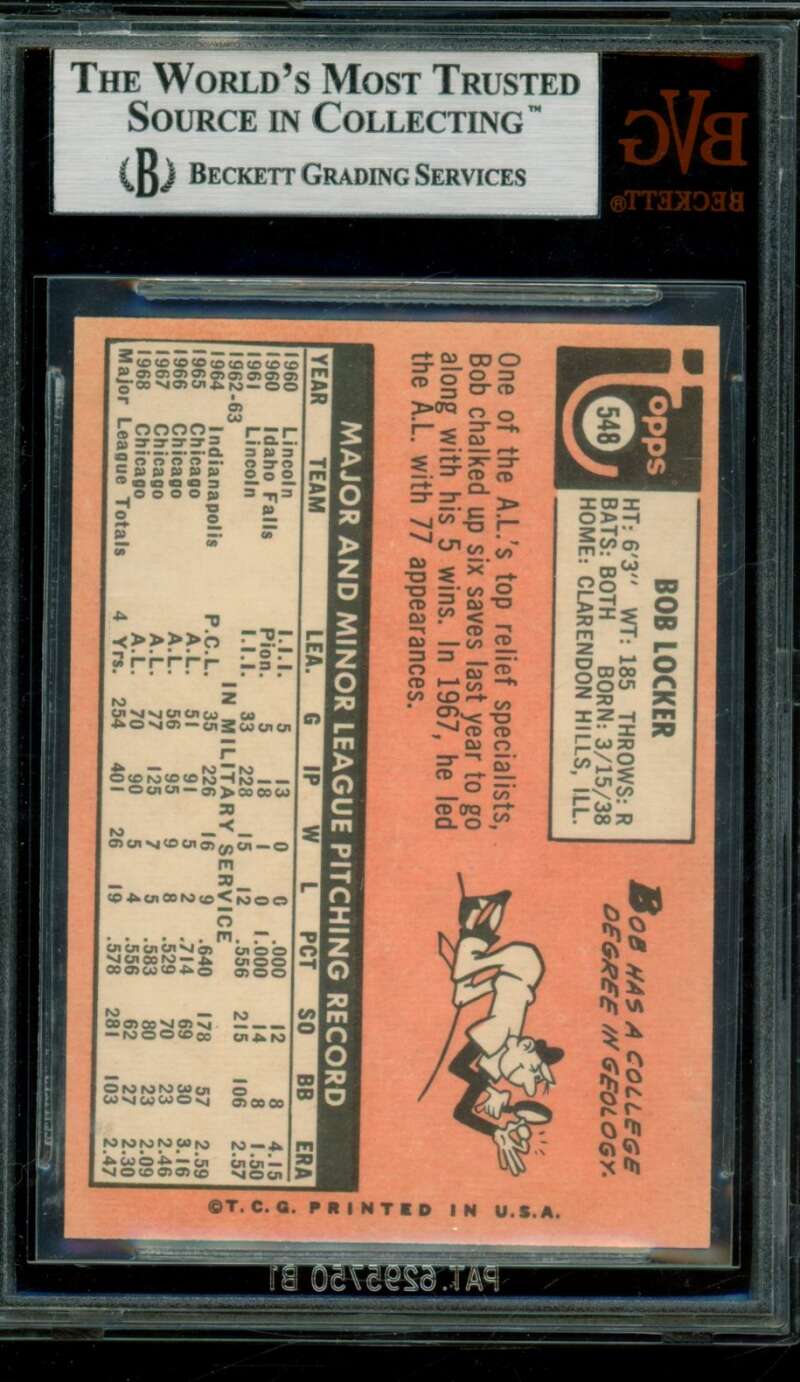 THE WORLD'S MOST TRUSTED
SOURCE IN COLLECTING™
B BECKETT GRADING SERVICES
BVG
BECKETT®
Topps
548
BOB LOCKER
HT: 6'3" WT: 185 THROWS: R
BATS: BOTH BORN: 3/15/38
HOME: CLARENDON HILLS, ILL.
BOB HAS A COLLEGE
DEGREE IN GEOLOGY.
One of the A.L.'s top relief specialists,
Bob chalked up six saves last year to go
along with his 5 wins. In 1967, he led
the A.L. with 77 appearances.
MAJOR AND MINOR LEAGUE PITCHING RECORD
YEAR TEAM LEA. G IP W L PCT SO BB ERA
1960 Lincoln I.I.I. 5 13 0 0 .000 12 8 4.15
1960 Idaho Falls Pion. 5 18 1 0 1.000 14 8 1.50
1961 Lincoln I.I.I. 33 228 15 12 .556 215 106 2.57
1962-63 IN MILITARY SERVICE
1964 Indianapolis P.C.L. 35 226 16 9 .640 178 57 2.59
1965 Chicago A.L. 51 91 5 2 .714 69 30 3.16
1966 Chicago A.L. 56 95 9 8 .529 70 23 2.46
1967 Chicago A.L. 77 125 7 5 .583 80 23 2.09
1968 Chicago A.L. 70 90 5 4 .556 62 27 2.30
Major League Totals 4 Yrs. 254 401 26 19 .578 281 103 2.47
©T.C.G. PRINTED IN U.S.A.
PAT.6295750 B1